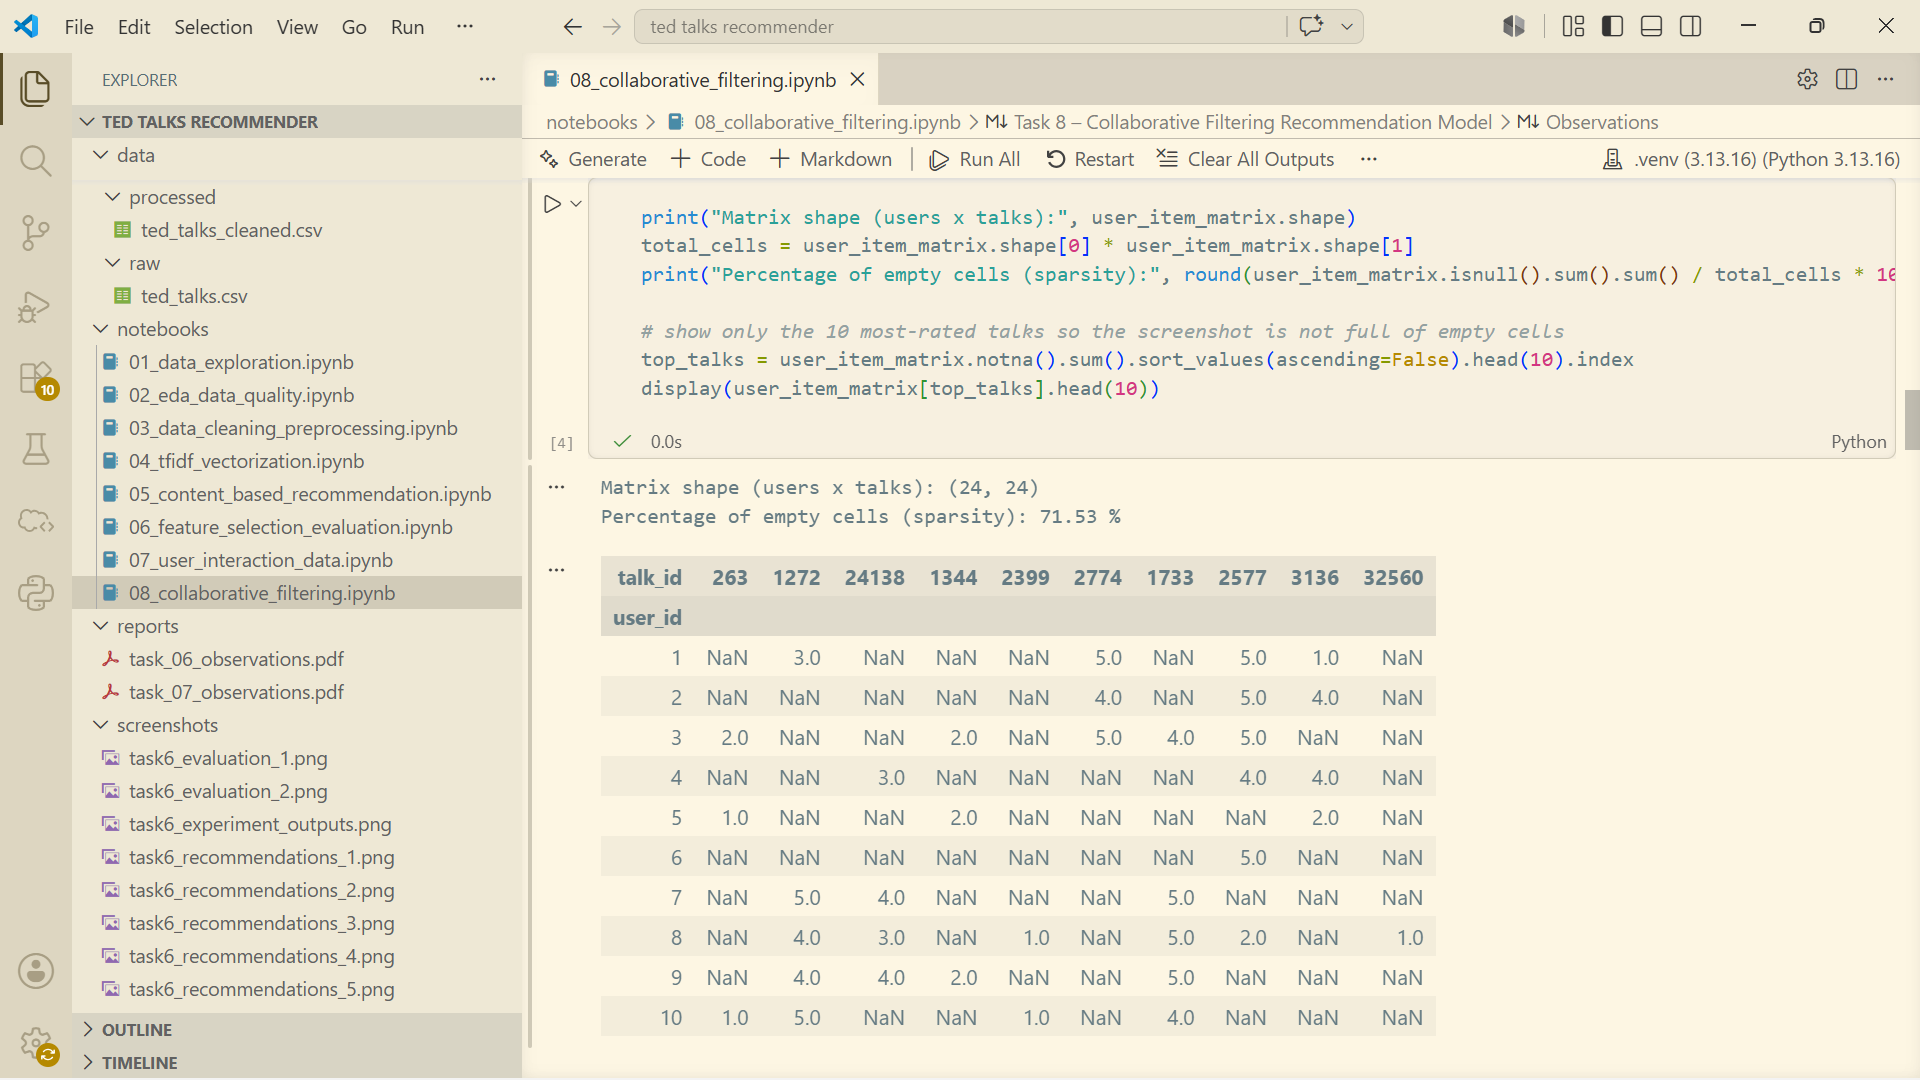 File Edit Selection View Go Run ···
ted talks recommender
EXPLORER
TED TALKS RECOMMENDER
data
processed
ted_talks_cleaned.csv
raw
ted_talks.csv
notebooks
01_data_exploration.ipynb
02_eda_data_quality.ipynb
03_data_cleaning_preprocessing.ipynb
04_tfidf_vectorization.ipynb
05_content_based_recommendation.ipynb
06_feature_selection_evaluation.ipynb
07_user_interaction_data.ipynb
08_collaborative_filtering.ipynb
reports
task_06_observations.pdf
task_07_observations.pdf
screenshots
task6_evaluation_1.png
task6_evaluation_2.png
task6_experiment_outputs.png
task6_recommendations_1.png
task6_recommendations_2.png
task6_recommendations_3.png
task6_recommendations_4.png
task6_recommendations_5.png
OUTLINE
TIMELINE
10
08_collaborative_filtering.ipynb
notebooks > 08_collaborative_filtering.ipynb > M↓ Task 8 – Collaborative Filtering Recommendation Model > M↓ Observations
Generate + Code + Markdown | Run All Restart Clear All Outputs ··· .venv (3.13.16) (Python 3.13.16)
print("Matrix shape (users x talks):", user_item_matrix.shape)
total_cells = user_item_matrix.shape[0] * user_item_matrix.shape[1]
print("Percentage of empty cells (sparsity):", round(user_item_matrix.isnull().sum().sum() / total_cells * 10
# show only the 10 most-rated talks so the screenshot is not full of empty cells
top_talks = user_item_matrix.notna().sum().sort_values(ascending=False).head(10).index
display(user_item_matrix[top_talks].head(10))
[4] 0.0s Python
Matrix shape (users x talks): (24, 24)
Percentage of empty cells (sparsity): 71.53 %
talk_id 263 1272 24138 1344 2399 2774 1733 2577 3136 32560
user_id
1 NaN 3.0 NaN NaN NaN 5.0 NaN 5.0 1.0 NaN
2 NaN NaN NaN NaN NaN 4.0 NaN 5.0 4.0 NaN
3 2.0 NaN NaN 2.0 NaN 5.0 4.0 5.0 NaN NaN
4 NaN NaN 3.0 NaN NaN NaN NaN 4.0 4.0 NaN
5 1.0 NaN NaN 2.0 NaN NaN NaN NaN 2.0 NaN
6 NaN NaN NaN NaN NaN NaN NaN 5.0 NaN NaN
7 NaN 5.0 4.0 NaN NaN NaN 5.0 NaN NaN NaN
8 NaN 4.0 3.0 NaN 1.0 NaN 5.0 2.0 NaN 1.0
9 NaN 4.0 4.0 2.0 NaN NaN 5.0 NaN NaN NaN
10 1.0 5.0 NaN NaN 1.0 NaN 4.0 NaN NaN NaN